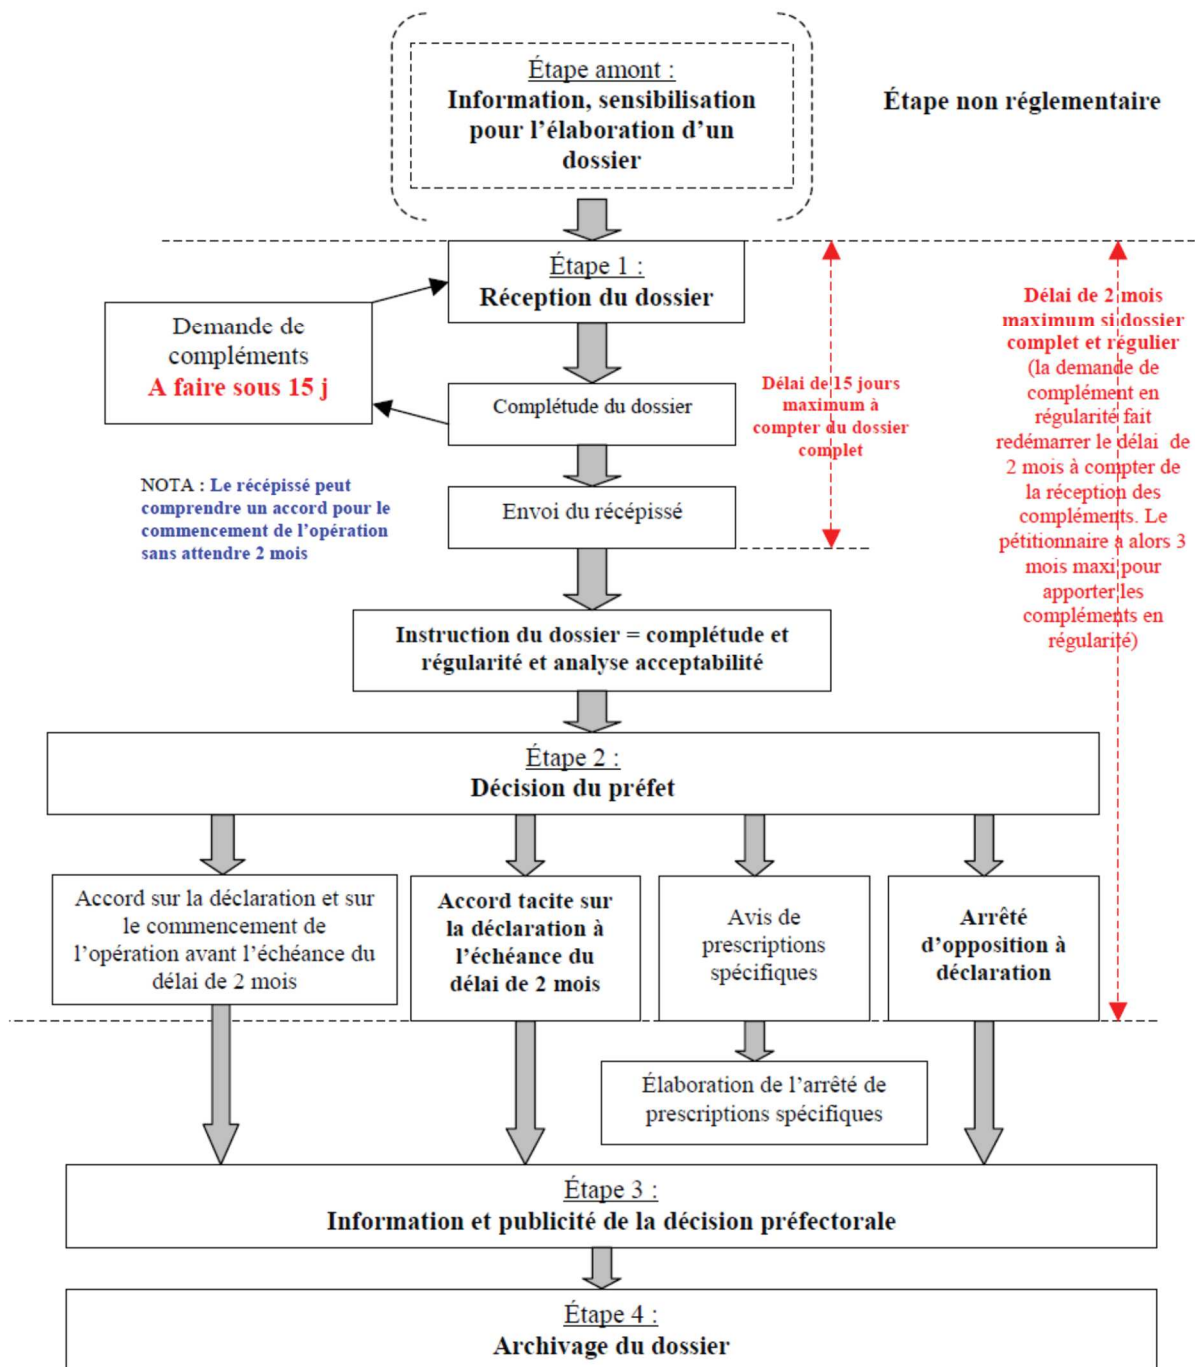 Étape amont :
Information, sensibilisation
pour l'élaboration d'un
dossier
Étape non réglementaire
Étape 1 :
Réception du dossier
Demande de
compléments
A faire sous 15 j
Complétude du dossier
Délai de 15 jours
maximum à
compter du dossier
complet
Délai de 2 mois
maximum si dossier
complet et régulier
(la demande de
complément en
régularité fait
redémarrer le délai de
2 mois à compter de
la réception des
compléments. Le
pétitionnaire a alors 3
mois maxi pour
apporter les
compléments en
régularité)
NOTA : Le récépissé peut
comprendre un accord pour le
commencement de l'opération
sans attendre 2 mois
Envoi du récépissé
Instruction du dossier = complétude et
régularité et analyse acceptabilité
Étape 2 :
Décision du préfet
Accord sur la déclaration et sur
le commencement de
l'opération avant l'échéance du
délai de 2 mois
Accord tacite sur
la déclaration à
l'échéance du
délai de 2 mois
Avis de
prescriptions
spécifiques
Arrêté
d'opposition à
déclaration
Élaboration de l'arrêté de
prescriptions spécifiques
Étape 3 :
Information et publicité de la décision préfectorale
Étape 4 :
Archivage du dossier